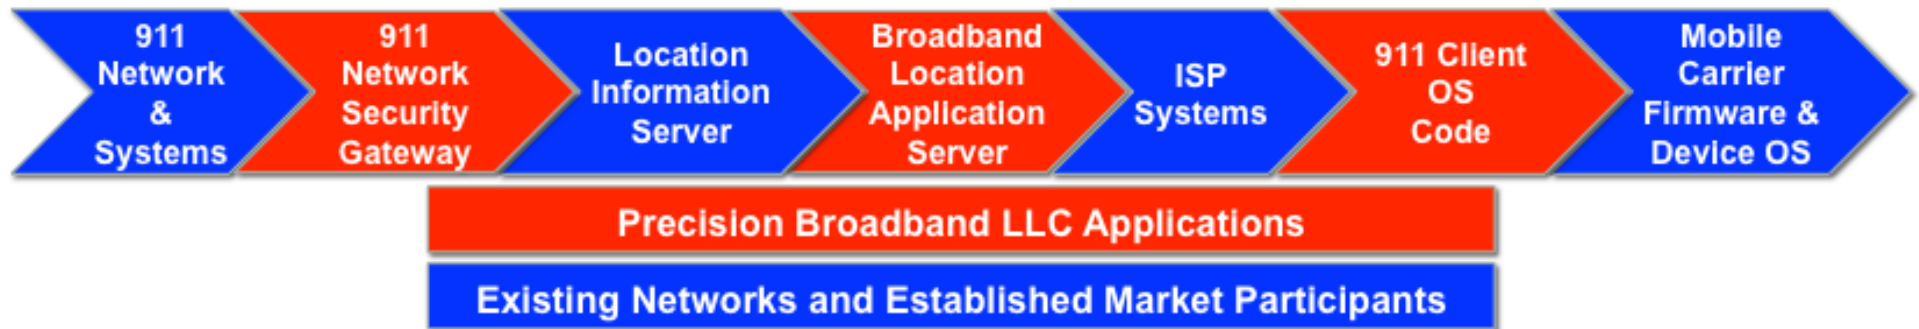 911
Network
&
Systems
911
Network
Security
Gateway
Location
Information
Server
Broadband
Location
Application
Server
ISP
Systems
911 Client
OS
Code
Mobile
Carrier
Firmware &
Device OS
Precision Broadband LLC Applications
Existing Networks and Established Market Participants